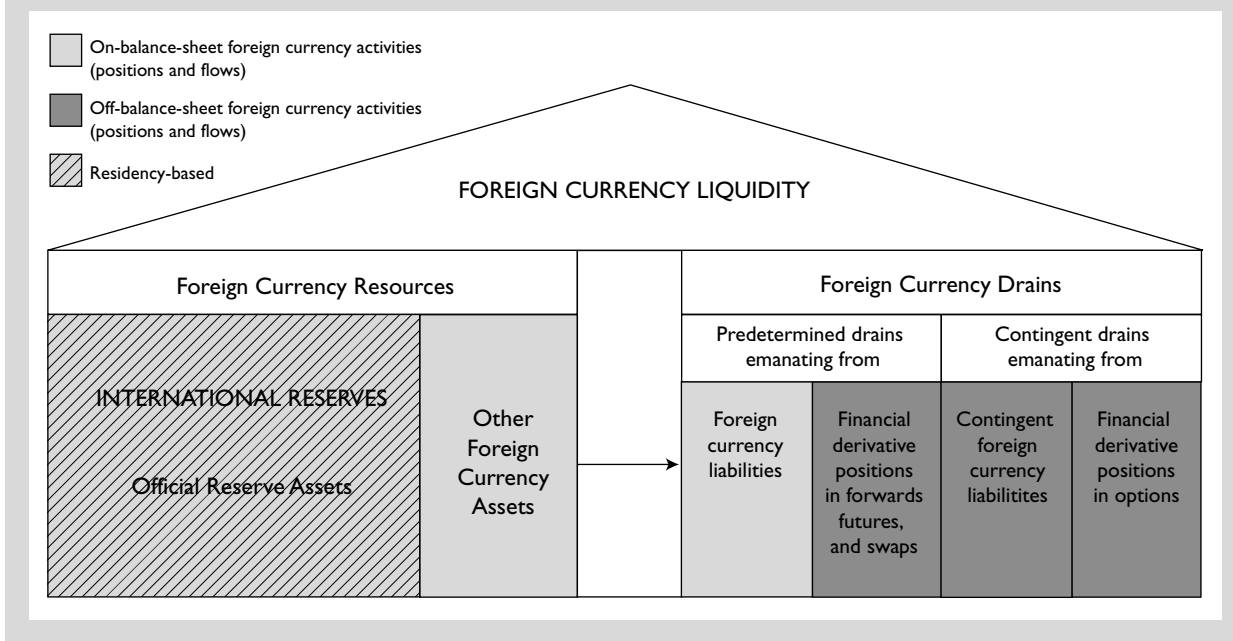 On-balance-sheet foreign currency activities
(positions and flows)
Off-balance-sheet foreign currency activities
(positions and flows)
Residency-based
FOREIGN CURRENCY LIQUIDITY
Foreign Currency Resources
Foreign Currency Drains
Predetermined drains
emanating from
Contingent drains
emanating from
INTERNATIONAL RESERVES
Official Reserve Assets
Other
Foreign
Currency
Assets
Foreign
currency
liabilities
Financial
derivative
positions
in forwards
futures,
and swaps
Contingent
foreign
currency
liabilitites
Financial
derivative
positions
in options